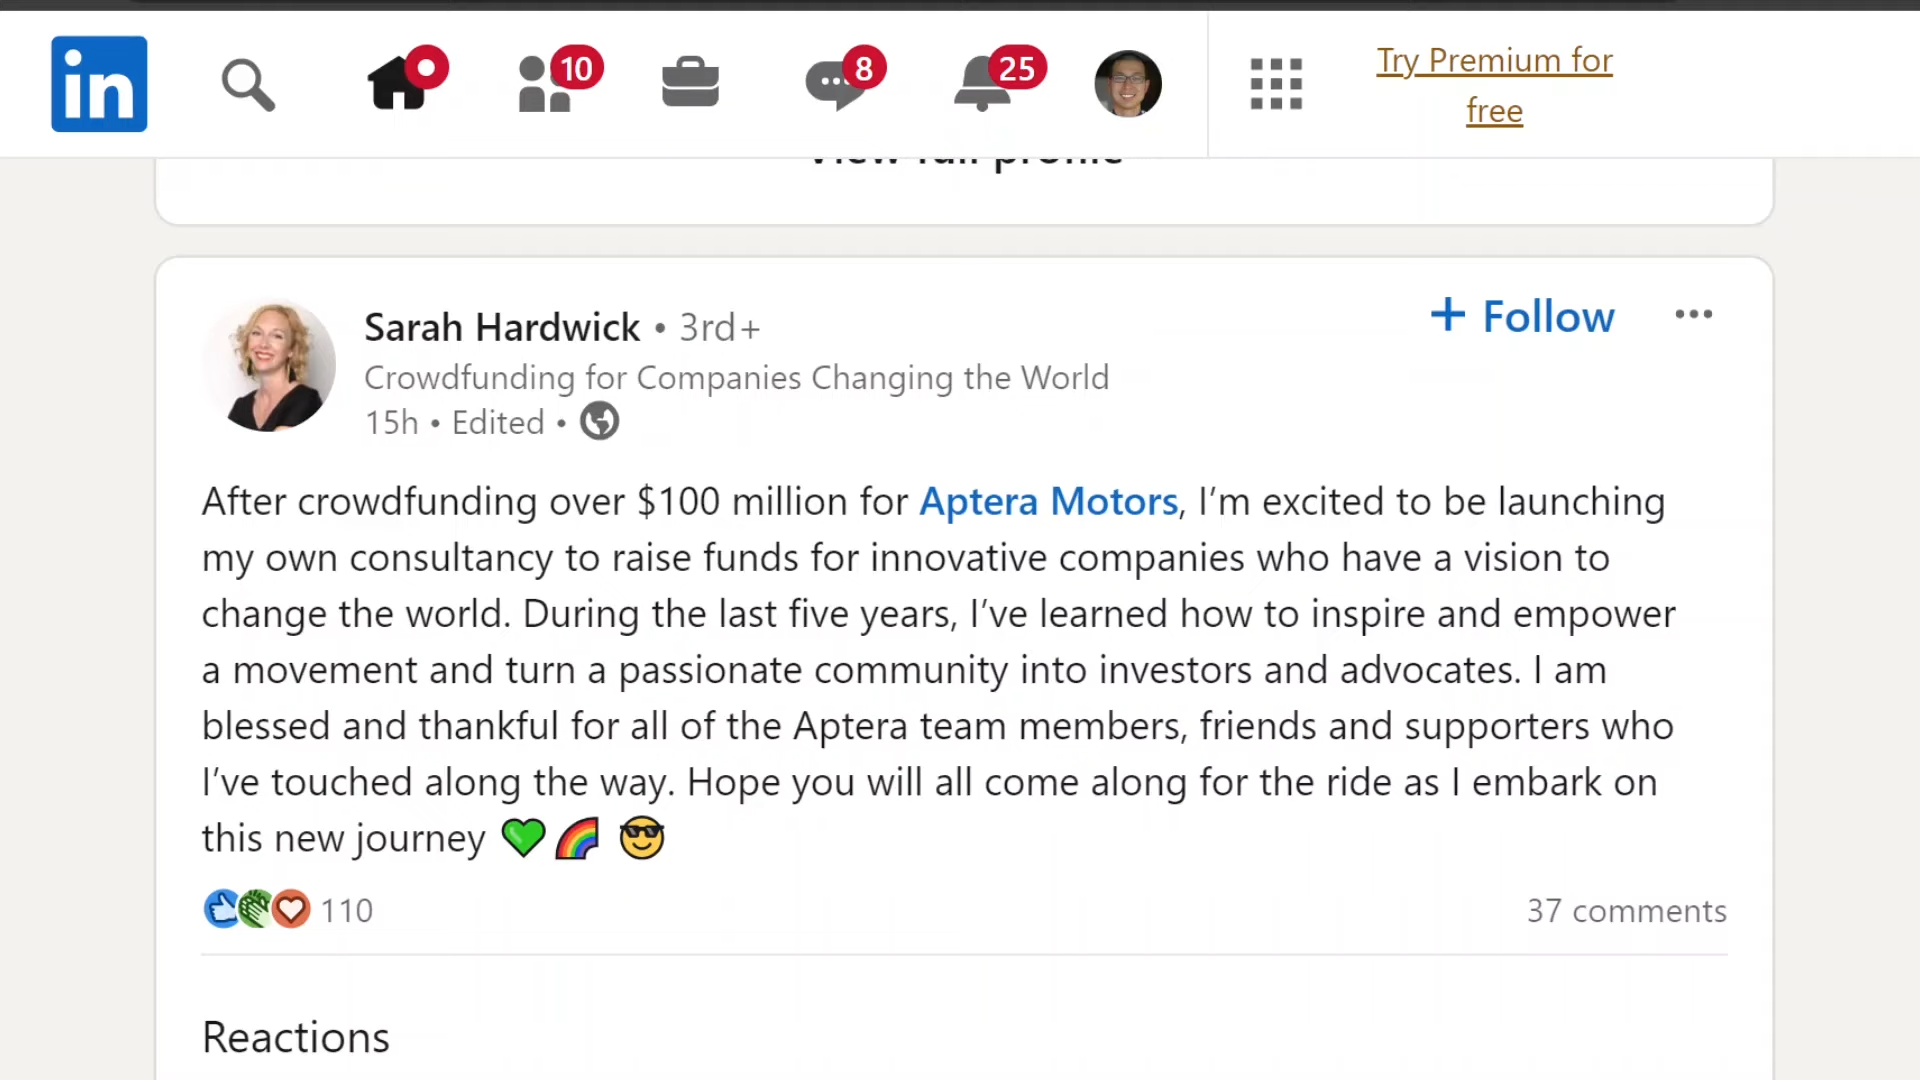 in
10
8
25
Try Premium for
free
View full profile
Sarah Hardwick • 3rd+
+ Follow
Crowdfunding for Companies Changing the World
15h • Edited •
After crowdfunding over $100 million for Aptera Motors, I’m excited to be launching
my own consultancy to raise funds for innovative companies who have a vision to
change the world. During the last five years, I’ve learned how to inspire and empower
a movement and turn a passionate community into investors and advocates. I am
blessed and thankful for all of the Aptera team members, friends and supporters who
I’ve touched along the way. Hope you will all come along for the ride as I embark on
this new journey 💚🌈 😎
110
37 comments
Reactions